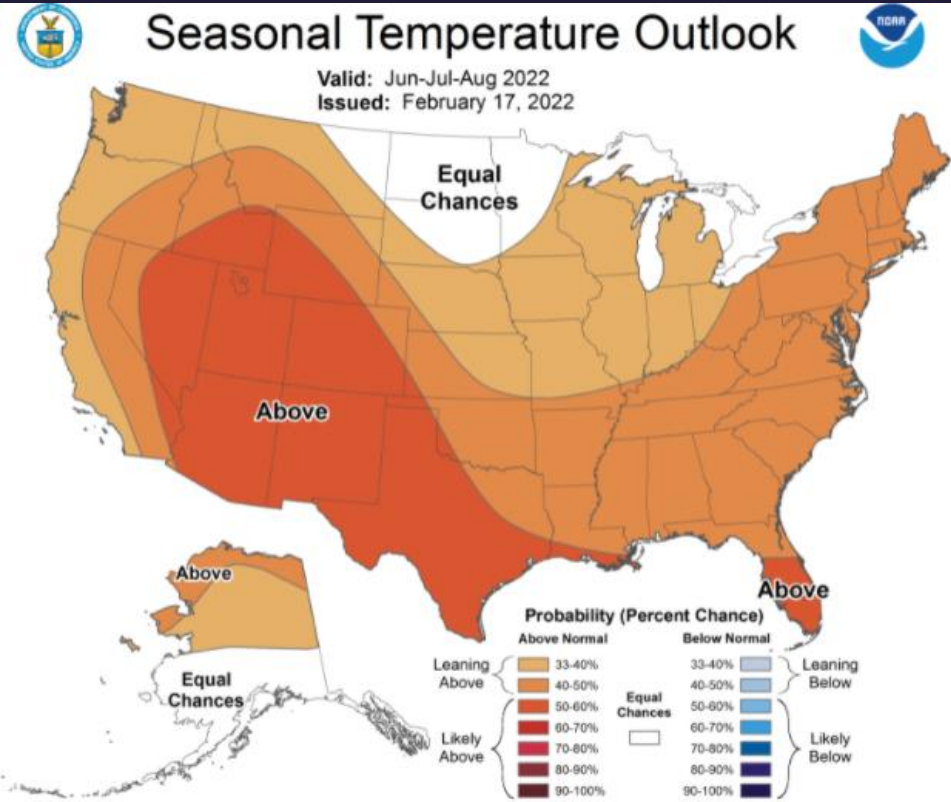 Seasonal Temperature Outlook
NOAA
Valid: Jun-Jul-Aug 2022
Issued: February 17, 2022
Equal
Chances
Above
Above
Above
Equal
Chances
Probability (Percent Chance)
Above Normal
Below Normal
Leaning
Above
33-40%
40-50%
Likely
Above
50-60%
60-70%
70-80%
80-90%
90-100%
Equal
Chances
33-40%
40-50%
Leaning
Below
50-60%
60-70%
70-80%
80-90%
90-100%
Likely
Below